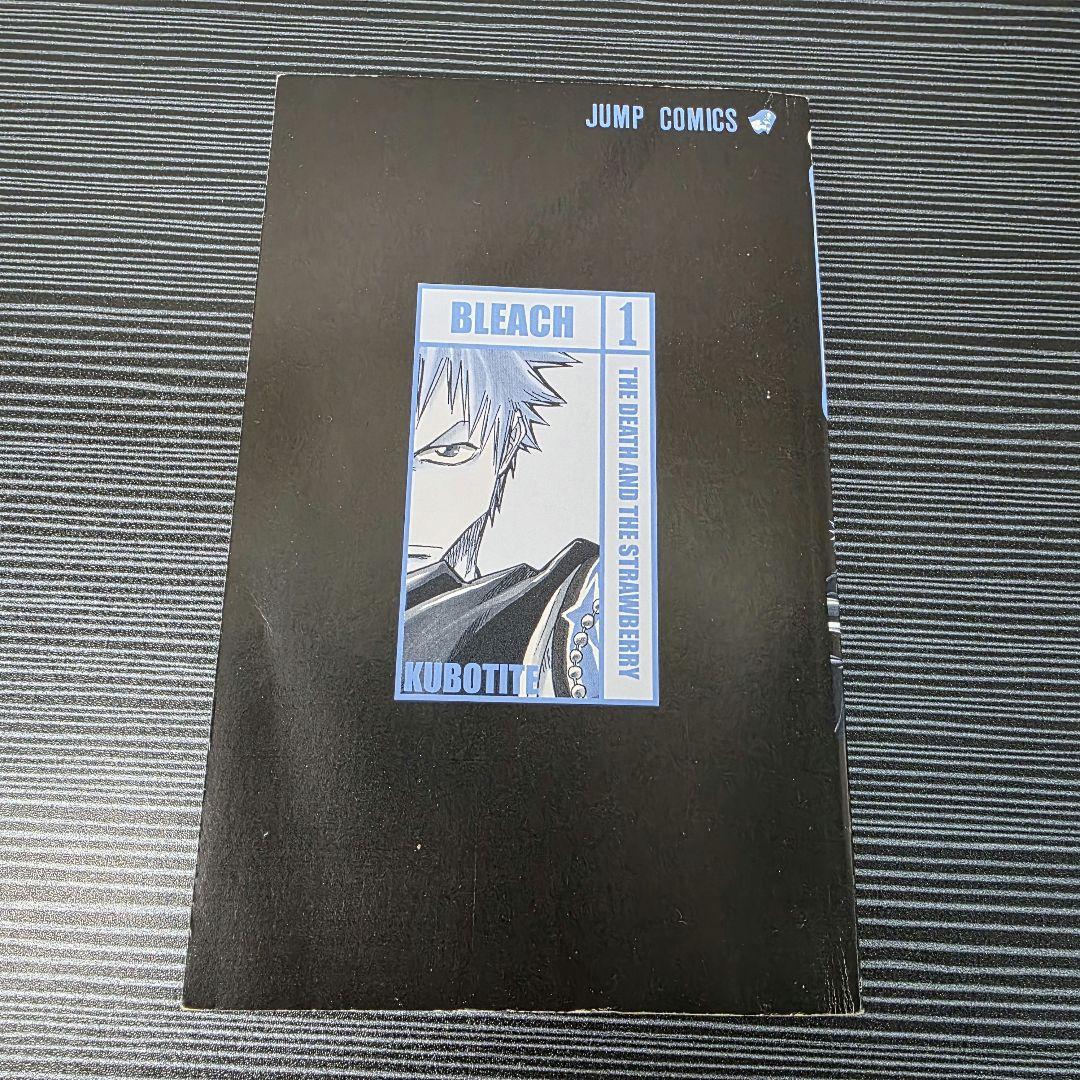 JUMP COMICS
BLEACH
1
THE DEATH AND THE STRAWBERRY
KUBOTITE